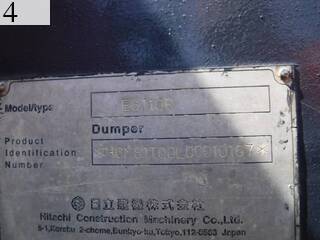 4
Model/type
Dumper
Product
Identification
Number
日立建機株式会社
Hitachi Construction Machinery Co.,Ltd.
5-1,Koraku 2-chome,Bunkyo-ku,Tokyo,112-8563 Japan